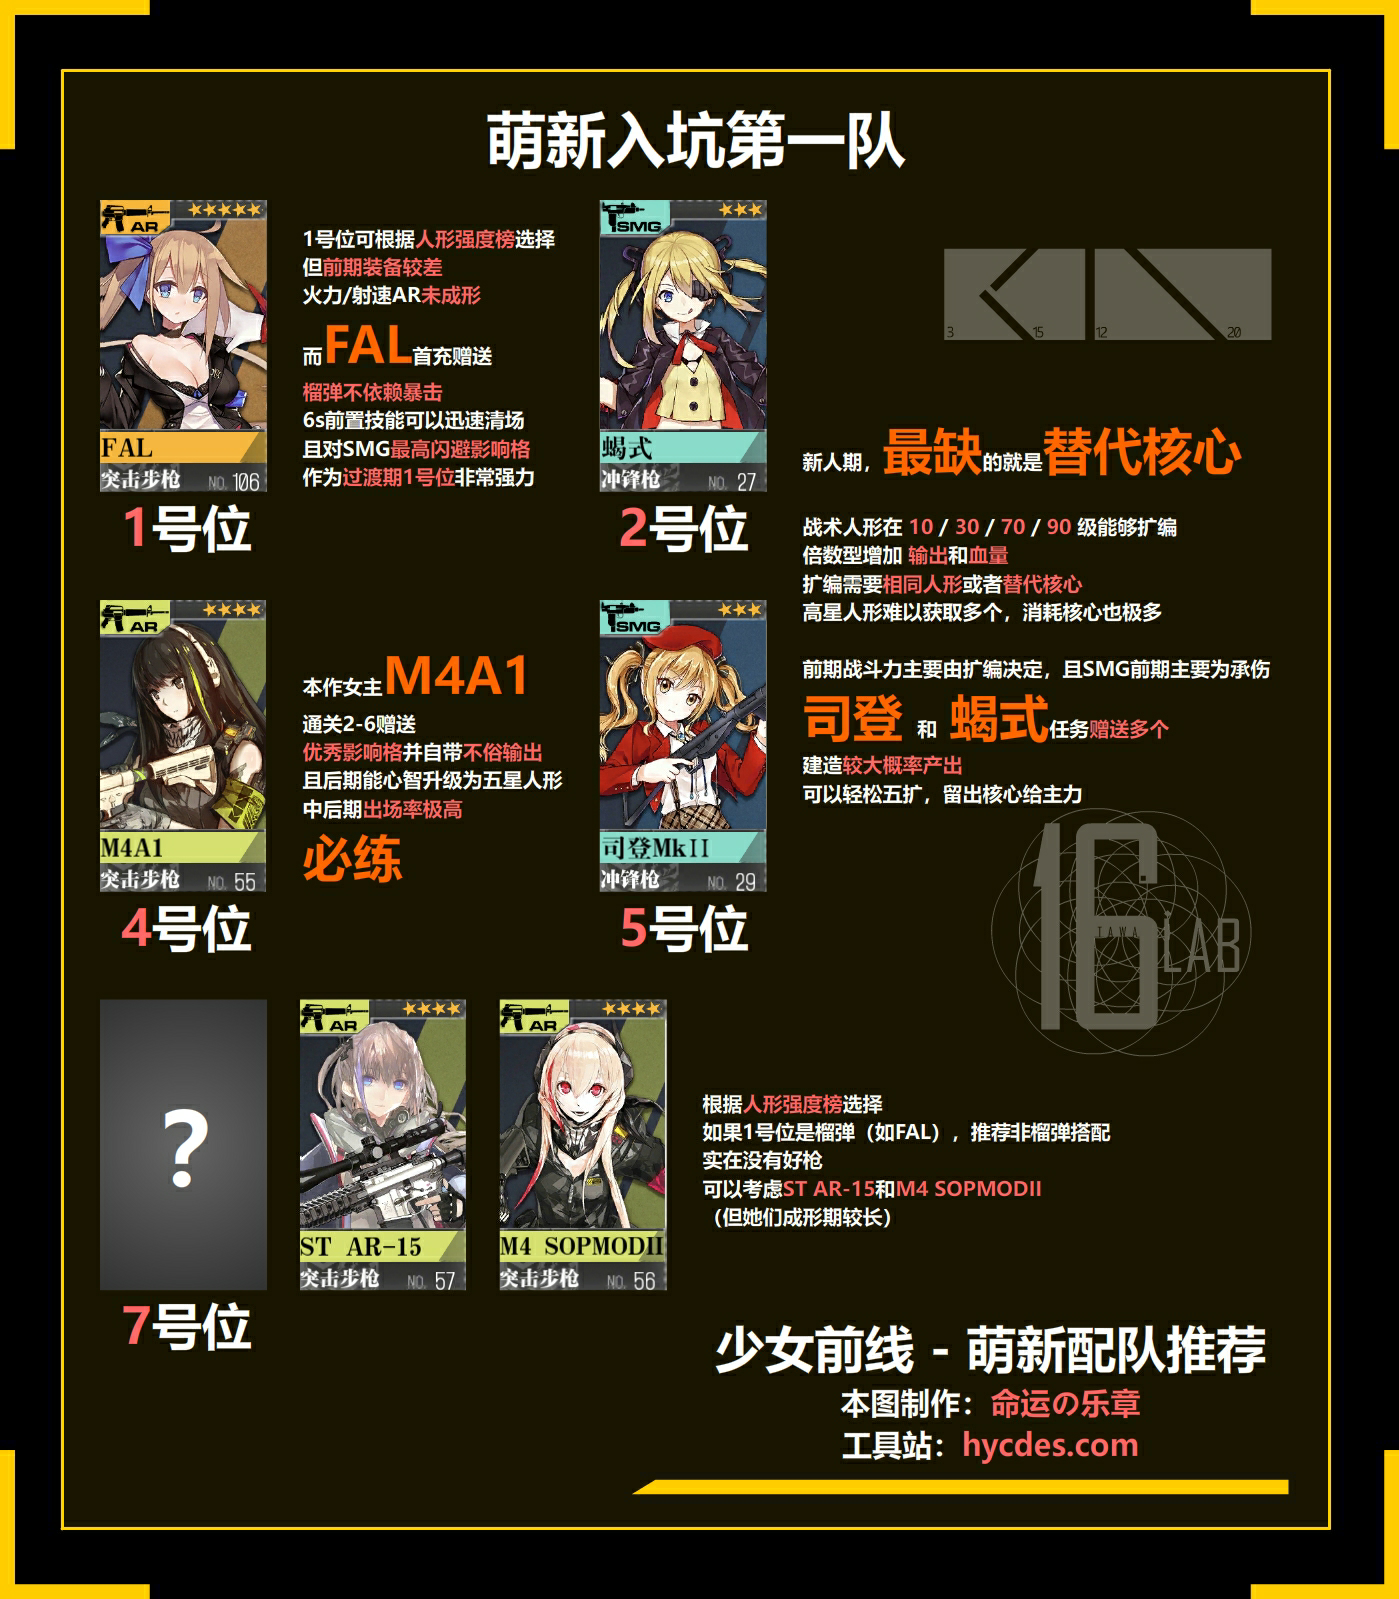 萌新入坑第一队
AR
FAL
突击步枪 NO. 106
1号位
1号位可根据人形强度榜选择
但前期装备较差
火力/射速AR未成形
而FAL首充赠送
榴弹不依赖暴击
6s前置技能可以迅速清场
且对SMG最高闪避影响格
作为过渡期1号位非常强力
SMG
蝎式
冲锋枪 NO. 27
2号位
3 15 12 20
新人期，最缺的就是替代核心
战术人形在 10 / 30 / 70 / 90 级能够扩编
倍数型增加 输出和血量
扩编需要相同人形或者替代核心
高星人形难以获取多个，消耗核心也极多
前期战斗力主要由扩编决定，且SMG前期主要为承伤
司登 和 蝎式任务赠送多个
建造较大概率产出
可以轻松五扩，留出核心给主力
AR
M4A1
突击步枪 NO. 55
4号位
本作女主M4A1
通关2-6赠送
优秀影响格并自带不俗输出
且后期能心智升级为五星人形
中后期出场率极高
必练
SMG
司登MkII
冲锋枪 NO. 29
5号位
16
TAWA
LAB
?
7号位
AR
ST AR-15
突击步枪 NO. 57
AR
M4 SOPMODII
突击步枪 NO. 56
根据人形强度榜选择
如果1号位是榴弹（如FAL），推荐非榴弹搭配
实在没有好枪
可以考虑ST AR-15和M4 SOPMODII
（但她们成形期较长）
少女前线 - 萌新配队推荐
本图制作：命运の乐章
工具站：hycdes.com